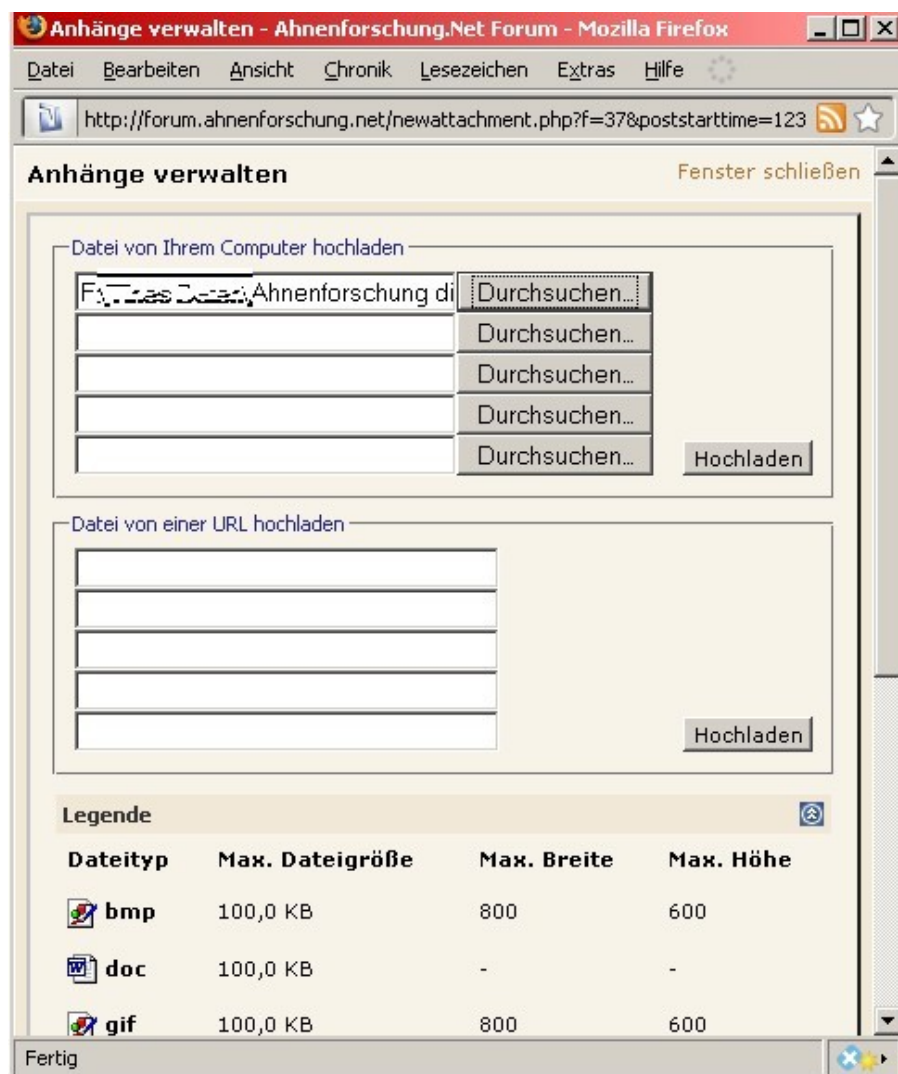 Anhänge verwalten - Ahnenforschung.Net Forum - Mozilla Firefox
Datei Bearbeiten Ansicht Chronik Lesezeichen Extras Hilfe
http://forum.ahnenforschung.net/newattachment.php?f=37&poststarttime=123
Anhänge verwalten Fenster schließen
Datei von Ihrem Computer hochladen
Ahnenforschung di Durchsuchen...
Durchsuchen...
Durchsuchen...
Durchsuchen...
Durchsuchen... Hochladen
Datei von einer URL hochladen
Hochladen
Legende
Dateityp Max. Dateigröße Max. Breite Max. Höhe
bmp 100,0 KB 800 600
doc 100,0 KB - -
gif 100,0 KB 800 600
Fertig